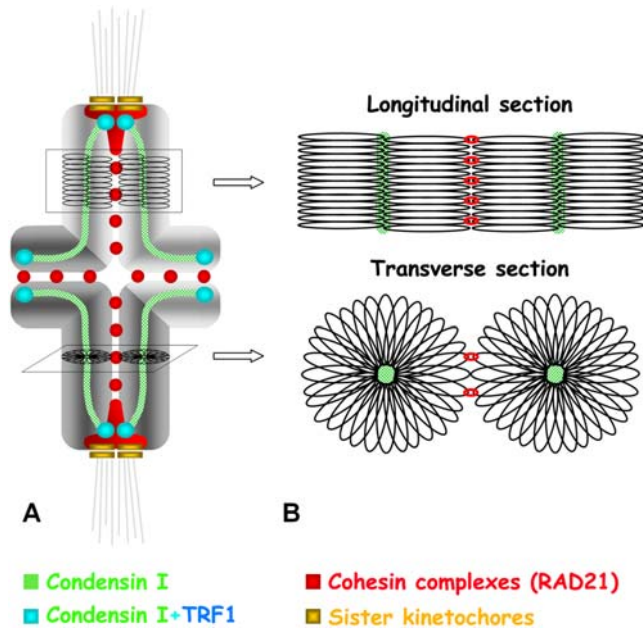 Longitudinal section
Transverse section
A
B
Condensin I
Condensin I+TRF1
Cohesin complexes (RAD21)
Sister kinetochores